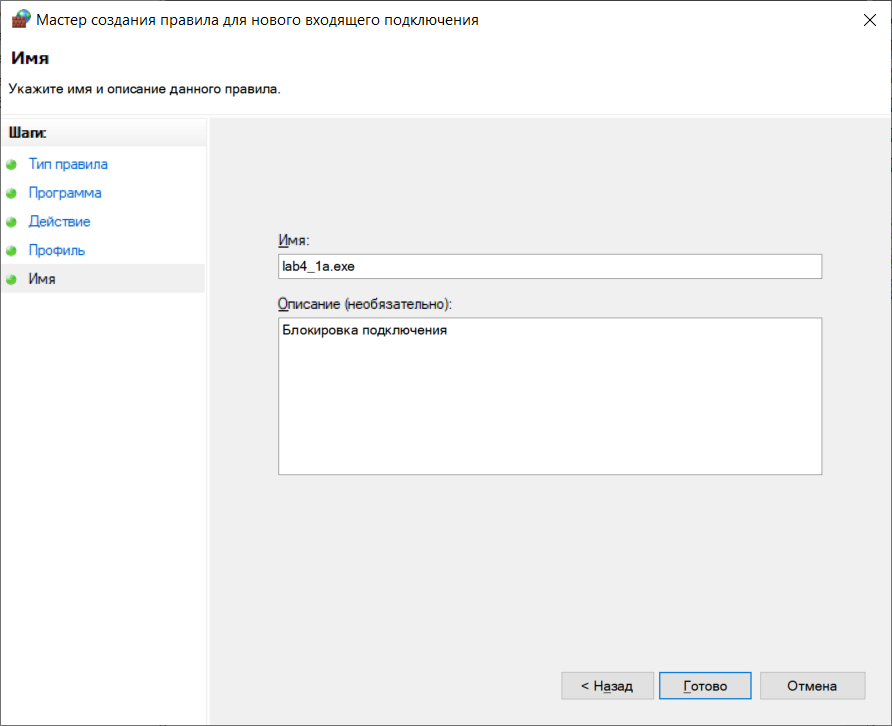 Мастер создания правила для нового входящего подключения
Имя
Укажите имя и описание данного правила.
Шаги:
Тип правила
Программа
Действие
Профиль
Имя
Имя:
lab4_1a.exe
Описание (необязательно):
Блокировка подключения
< Назад
Готово
Отмена